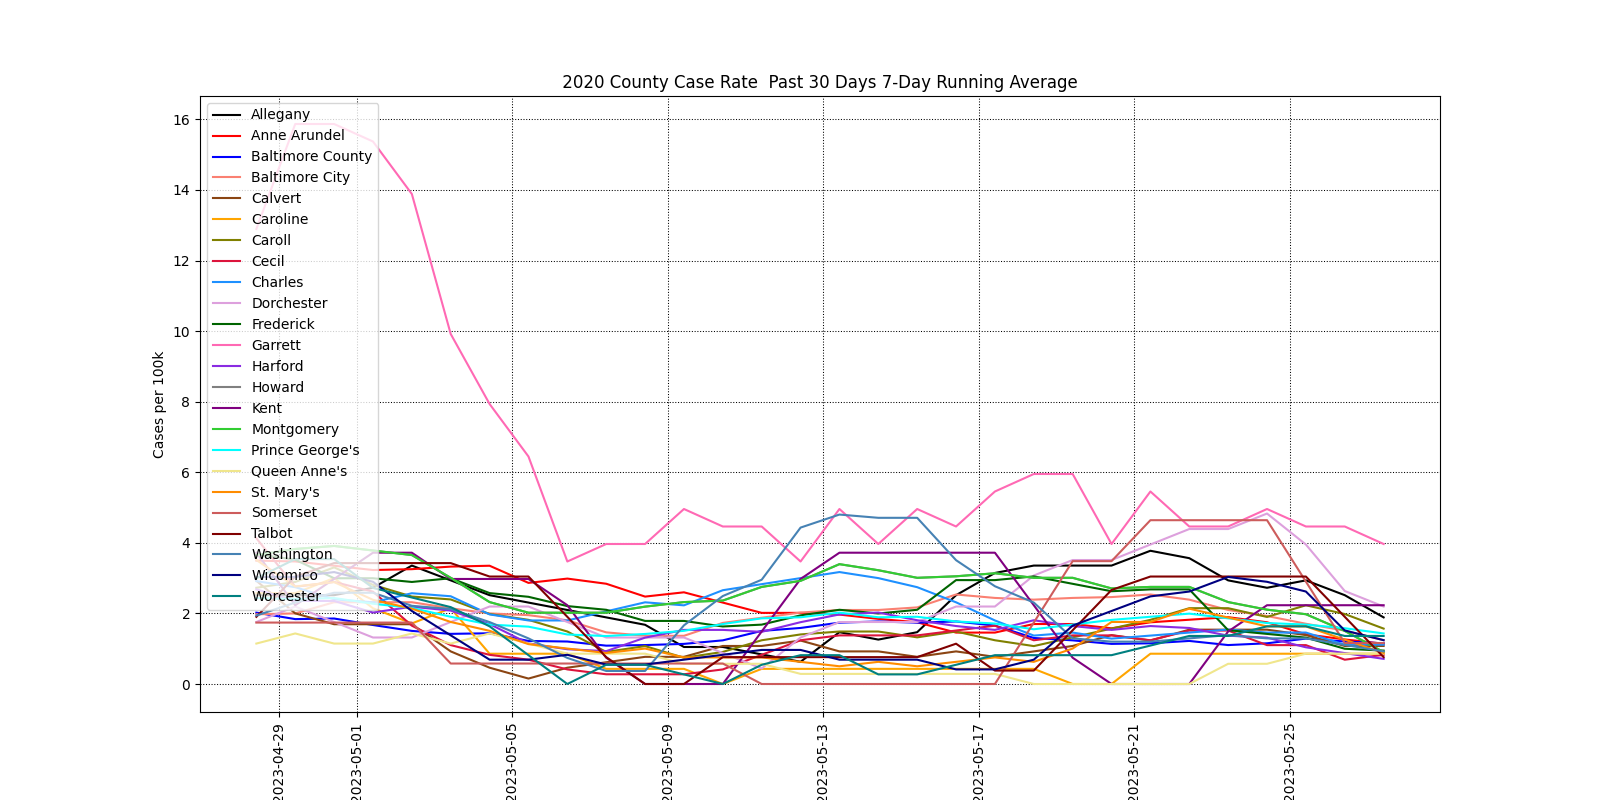 2020 County Case Rate  Past 30 Days 7-Day Running Average
Cases per 100k
16
14
12
10
8
6
4
2
0
Allegany
Anne Arundel
Baltimore County
Baltimore City
Calvert
Caroline
Caroll
Cecil
Charles
Dorchester
Frederick
Garrett
Harford
Howard
Kent
Montgomery
Prince George's
Queen Anne's
St. Mary's
Somerset
Talbot
Washington
Wicomico
Worcester
2023-04-29
2023-05-01
2023-05-05
2023-05-09
2023-05-13
2023-05-17
2023-05-21
2023-05-25